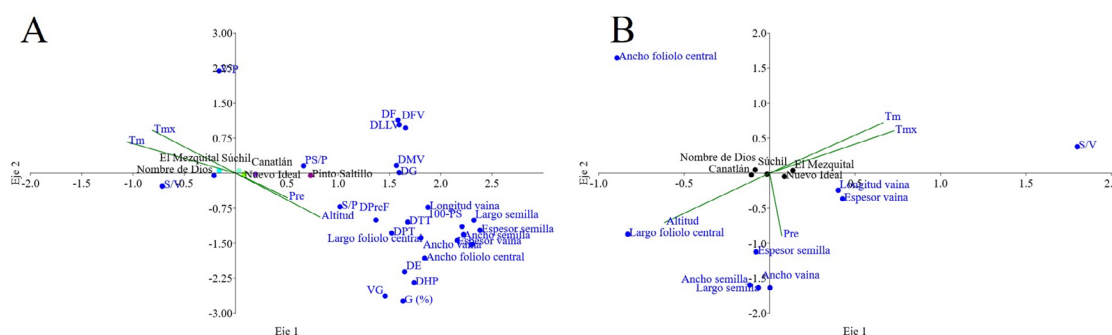 A
3.00
2.25
1.50
0.75
-0.75
-1.50
-2.25
-3.00
-2.0
-1.5
-1.0
-0.5
0.0
0.5
1.0
1.5
2.0
2.5
Eje 1
Eje 2
Tmx
Tm
DF
DFV
DLLV
DMV
DG
PS/P
El Mezquital
Súchil
Canatlán
Nombre de Dios
Nuevo Ideal
Pinto Saltillo
S/V
Pre
Altitud
S/P
DPrcF
Longitud vaina
100-PS
Largo semilla
DTT
Espesor semilla
DPT
Ancho semilla
Largo foliolo central
Ancho vaina
Espesor vaina
Ancho foliolo central
DE
DHP
VG
G (%)
B
2.0
1.5
1.0
0.5
-0.5
-1.0
-1.5
-2.0
-1.0
-0.5
0.0
0.5
1.0
1.5
2.0
Eje 1
Eje 2
Ancho foliolo central
Tm
Tmx
S/V
Nombre de Dios
Súchil
El Mezquital
Canatlán
Nuevo Ideal
Longitud vaina
Espesor vaina
Altitud
Largo foliolo central
Pre
Espesor semilla
Ancho semilla
Ancho vaina
Largo semilla